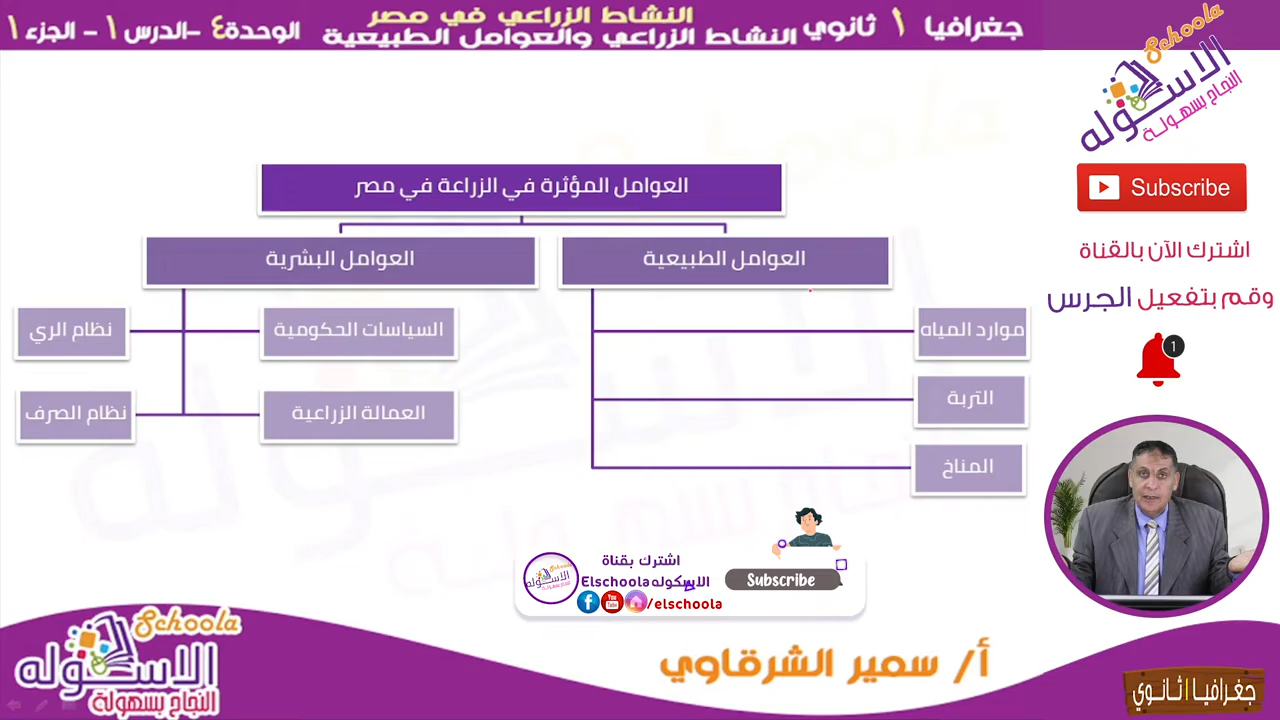 جغرافيا ١ ثانوي
النشاط الزراعي في مصر
النشاط الزراعي والعوامل الطبيعية
الوحدة٤ -الدرس ١ - الجزء ١
Schoola
الاسكوله
النجاح بسهولة
Subscribe
اشترك الآن بالقناة
وقم بتفعيل الجرس
1
العوامل المؤثرة في الزراعة في مصر
العوامل الطبيعية
العوامل البشرية
موارد المياه
التربة
المناخ
السياسات الحكومية
نظام الري
العمالة الزراعية
نظام الصرف
اشترك بقناة
الاسكوله Elschoola
/elschoola
Subscribe
أ/ سمير الشرقاوي
Schoola
الاسكوله
النجاح بسهولة
جغرافيا ١ ثانوي